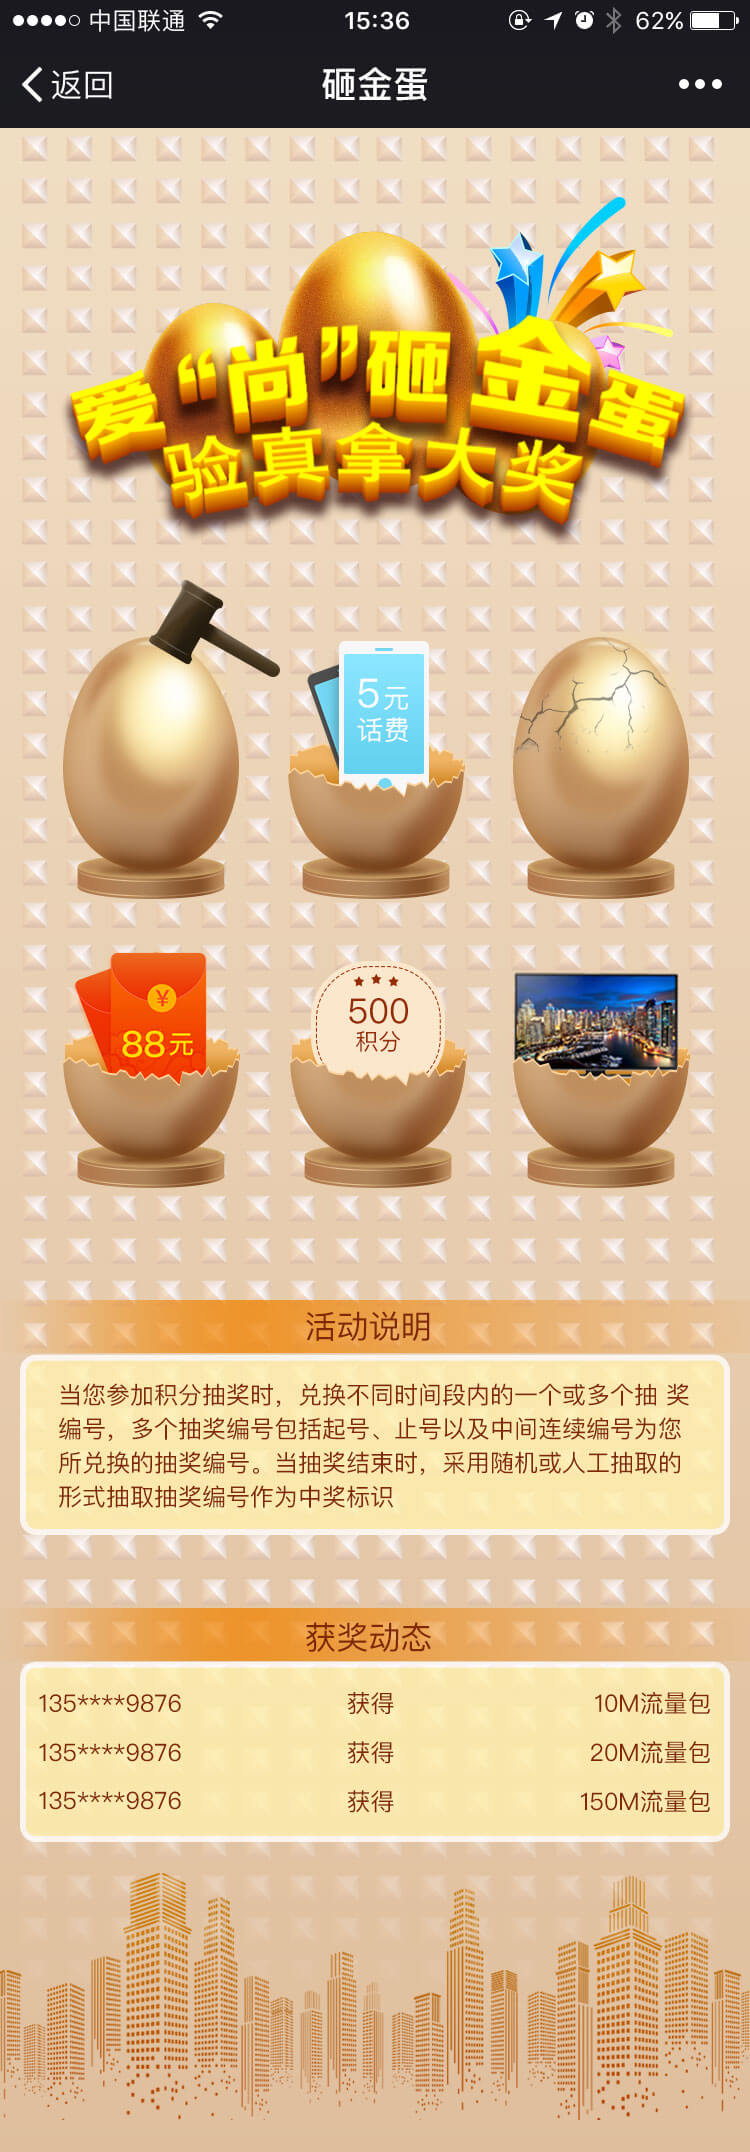 中国联通
15:36
62%
返回
砸金蛋
爱“尚”砸金蛋
验真拿大奖
5元
话费
¥
88元
500
积分
活动说明
当您参加积分抽奖时，兑换不同时间段内的一个或多个抽 奖
编号，多个抽奖编号包括起号、止号以及中间连续编号为您
所兑换的抽奖编号。当抽奖结束时，采用随机或人工抽取的
形式抽取抽奖编号作为中奖标识
获奖动态
135****9876 获得 10M流量包
135****9876 获得 20M流量包
135****9876 获得 150M流量包